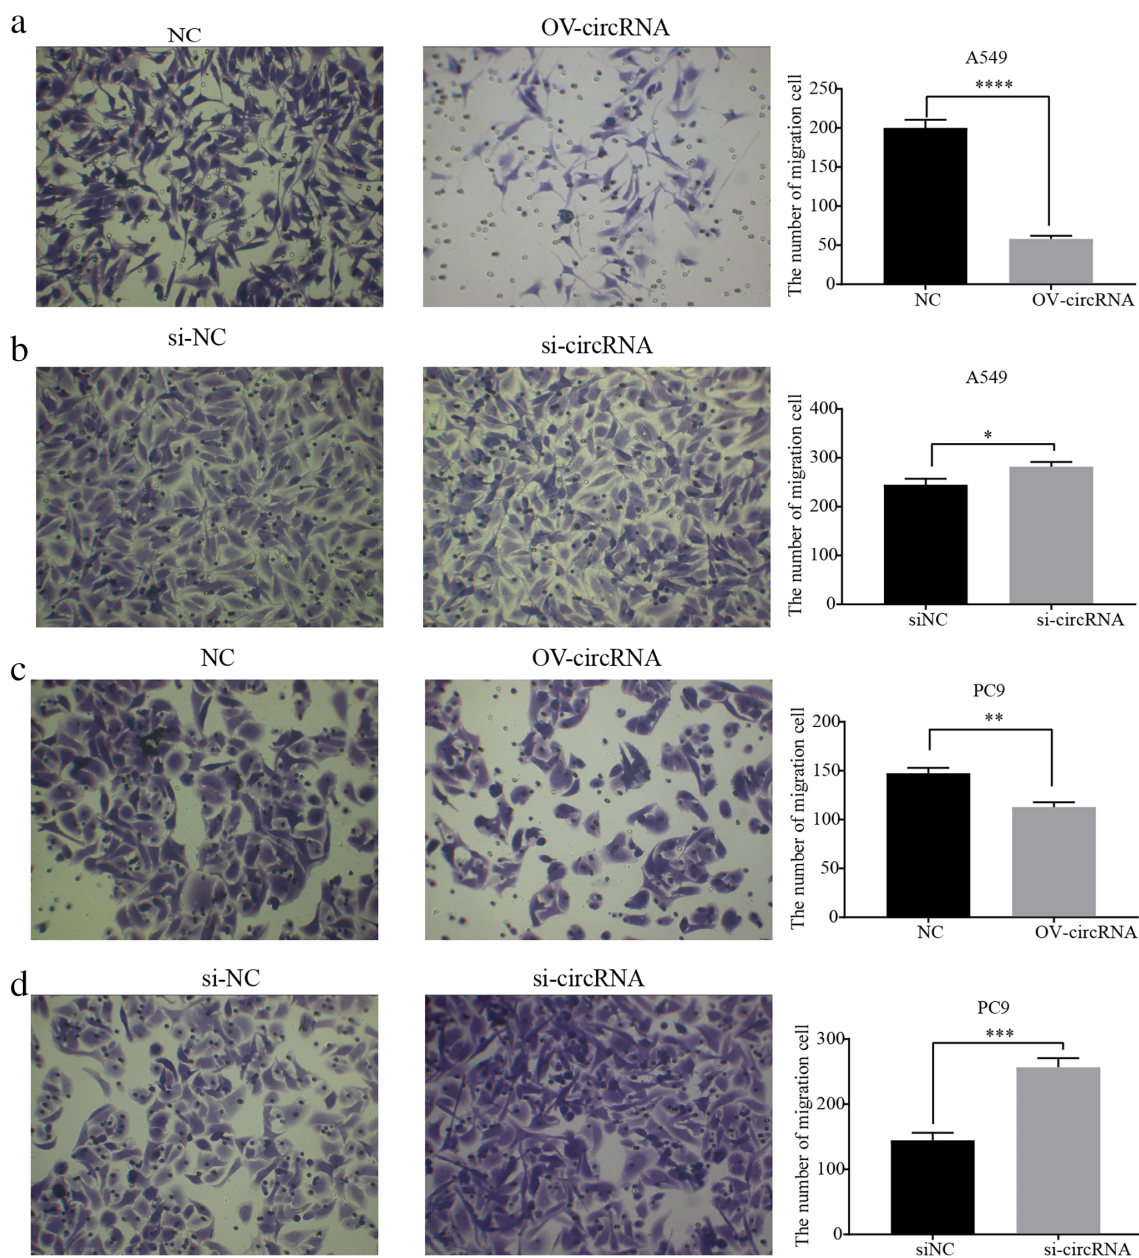 a
NC
OV-circRNA
A549
The number of migration cell
250
200
150
100
50
0
****
NC
OV-circRNA
b
si-NC
si-circRNA
A549
The number of migration cell
400
300
200
100
0
*
siNC
si-circRNA
c
NC
OV-circRNA
PC9
The number of migration cell
200
150
100
50
0
**
NC
OV-circRNA
d
si-NC
si-circRNA
PC9
The number of migration cell
300
200
100
0
***
siNC
si-circRNA